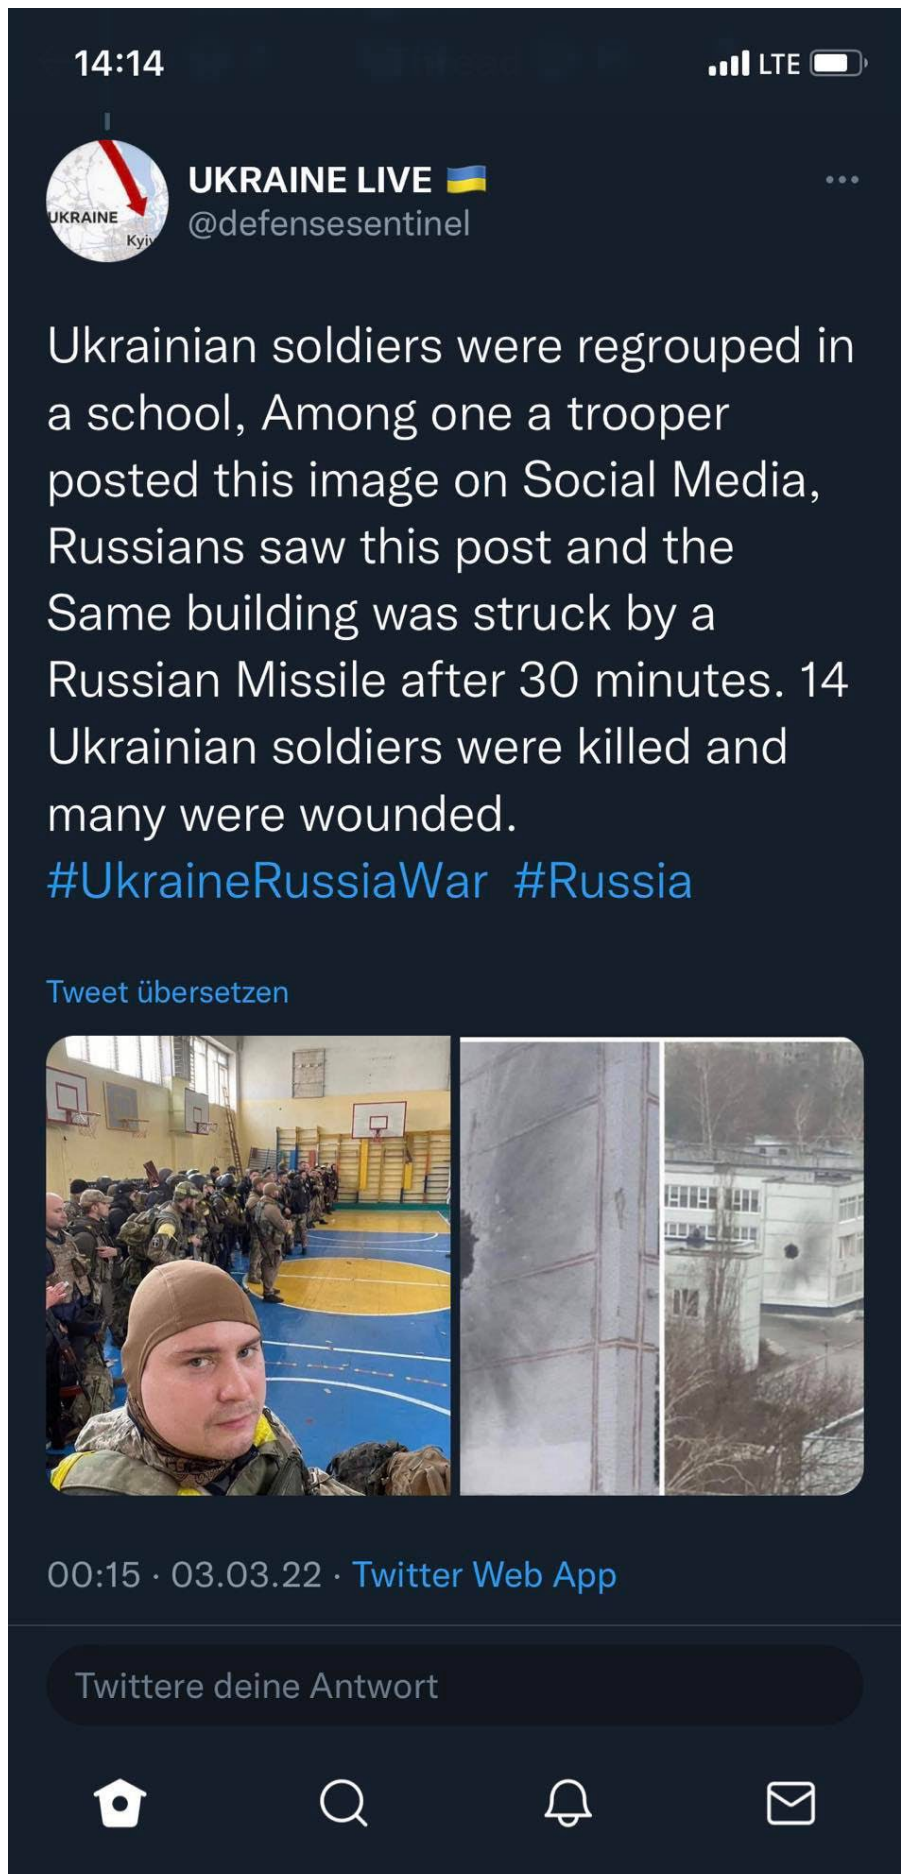 14:14
LTE
UKRAINE
Kyiv
UKRAINE LIVE 🇺🇦
@defensesentinel
Ukrainian soldiers were regrouped in
a school, Among one a trooper
posted this image on Social Media,
Russians saw this post and the
Same building was struck by a
Russian Missile after 30 minutes. 14
Ukrainian soldiers were killed and
many were wounded.
#UkraineRussiaWar #Russia
Tweet übersetzen
00:15 · 03.03.22 · Twitter Web App
Twittere deine Antwort